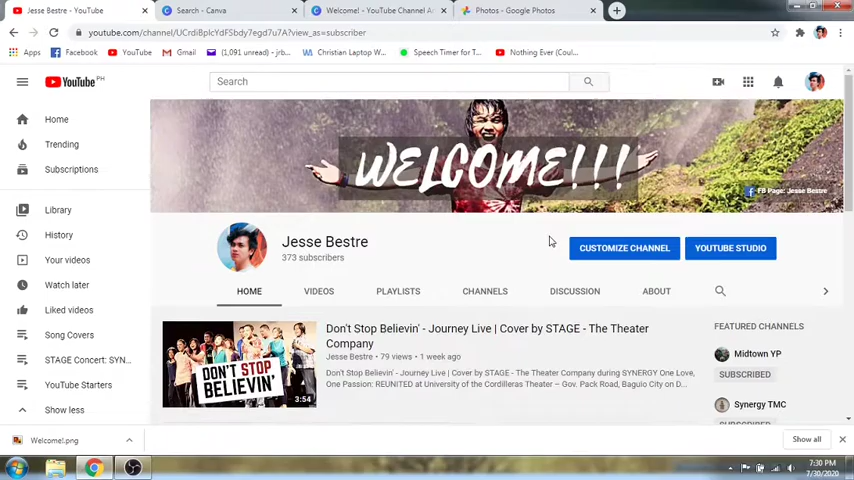 Jesse Bestre - YouTube
Search - Canva
Welcome! - YouTube Channel Ar
Photos - Google Photos
youtube.com/channel/UCrdiBplcYdFSbdy7egd7u7A?view_as=subscriber
Apps
Facebook
YouTube
Gmail
(1,091 unread) - jrb...
Christian Laptop W...
Speech Timer for T...
Nothing Ever (Coul...
YouTube PH
Search
Home
Trending
Subscriptions
Library
History
Your videos
Watch later
Liked videos
Song Covers
STAGE Concert: SYN...
YouTube Starters
Show less
WELCOME!!!
FB Page: Jesse Bestre
Jesse Bestre
373 subscribers
CUSTOMIZE CHANNEL
YOUTUBE STUDIO
HOME
VIDEOS
PLAYLISTS
CHANNELS
DISCUSSION
ABOUT
DON'T STOP
BELIEVIN'
3:54
Don't Stop Believin' - Journey Live | Cover by STAGE - The Theater
Company
Jesse Bestre • 79 views • 1 week ago
Don't Stop Believin' - Journey Live | Cover by STAGE - The Theater Company during SYNERGY One Love,
One Passion: REUNITED at University of the Cordilleras Theater – Gov. Pack Road, Baguio City on D...
FEATURED CHANNELS
Midtown YP
SUBSCRIBED
Synergy TMC
SUBSCRIBED
Welcome!.png
Show all
7:30 PM
7/30/2020